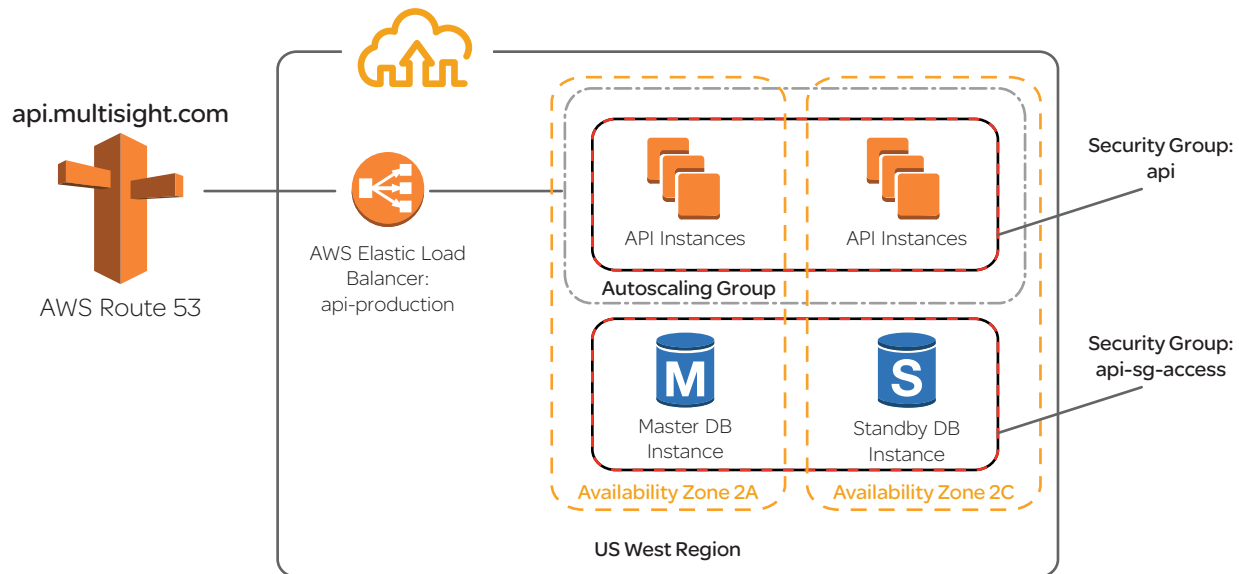 api.multisight.com
AWS Route 53
AWS Elastic Load
Balancer:
api-production
API Instances
API Instances
Autoscaling Group
Security Group:
api
M
Master DB
Instance
S
Standby DB
Instance
Security Group:
api-sg-access
Availability Zone 2A
Availability Zone 2C
US West Region